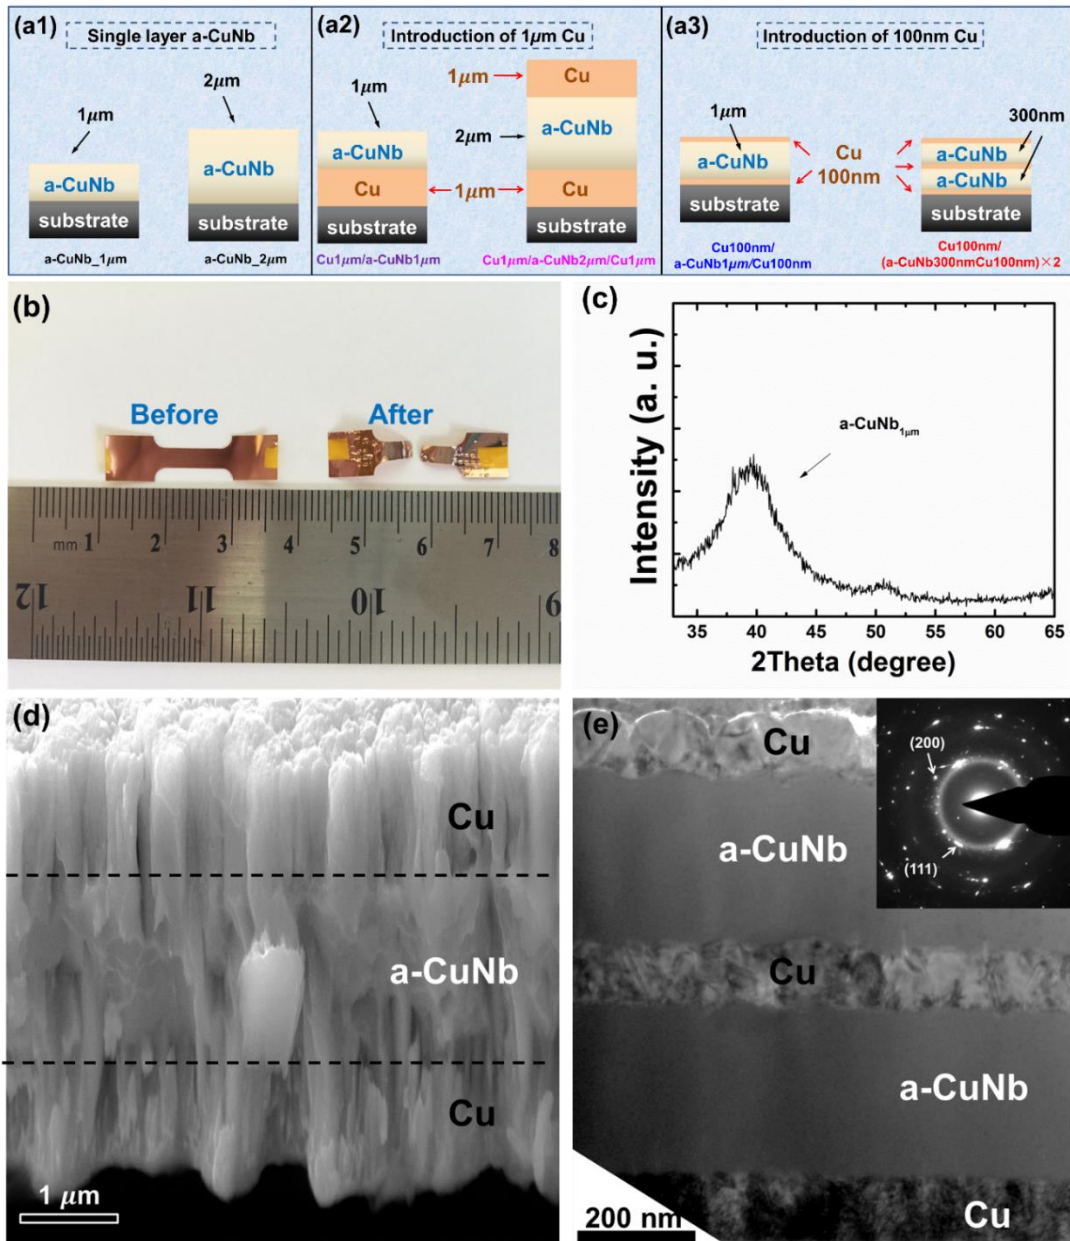 (a1)
Single layer a-CuNb
2μm
1μm
a-CuNb
a-CuNb
substrate
substrate
a-CuNb_1μm
a-CuNb_2μm
(a2)
Introduction of 1μm Cu
1μm
1μm
Cu
2μm
a-CuNb
a-CuNb
Cu
1μm
Cu
substrate
substrate
Cu1μm/a-CuNb1μm
Cu1μm/a-CuNb2μm/Cu1μm
(a3)
Introduction of 100nm Cu
1μm
300nm
a-CuNb
Cu
100nm
a-CuNb
a-CuNb
substrate
substrate
Cu100nm/
a-CuNb1μm/Cu100nm
Cu100nm/
(a-CuNb300nmCu100nm)×2
(b)
Before
After
mm 1 2 3 4 5 6 7 8
12 11 10 9
(c)
Intensity (a. u.)
a-CuNb1μm
35 40 45 50 55 60 65
2Theta (degree)
(d)
Cu
a-CuNb
Cu
1 μm
(e)
Cu
(200)
(111)
a-CuNb
Cu
a-CuNb
Cu
200 nm